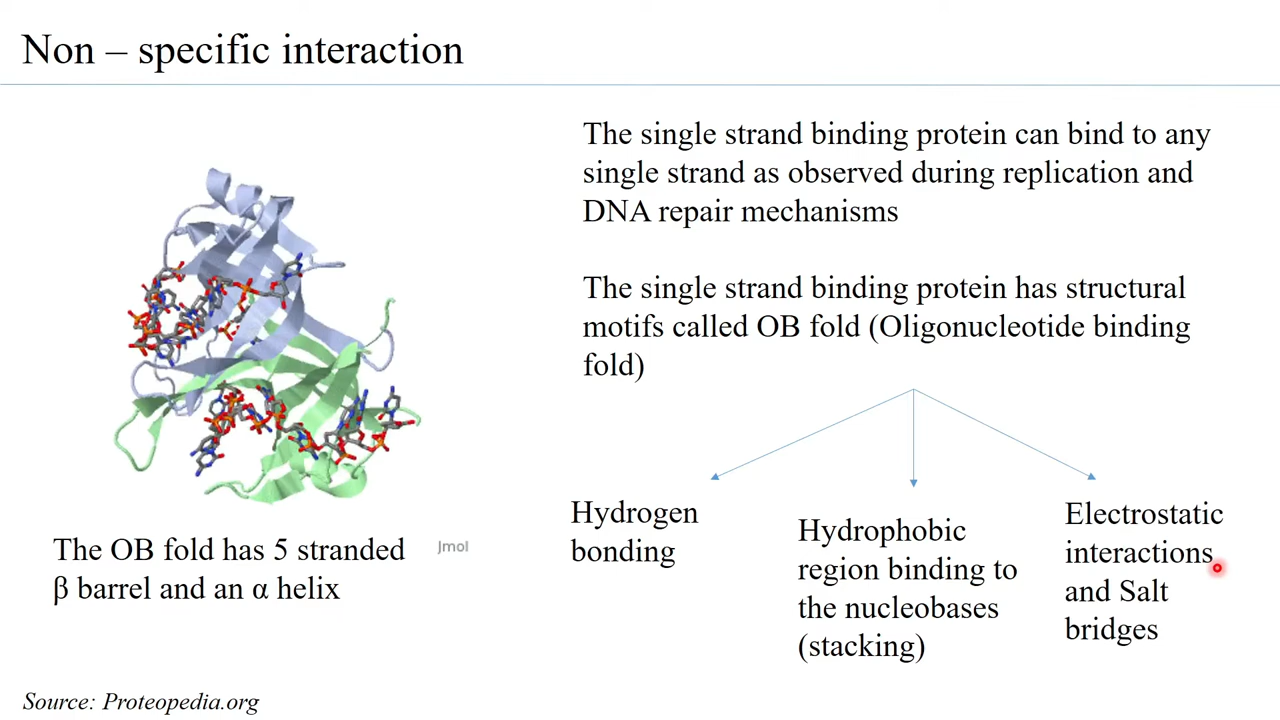 Non – specific interaction
The single strand binding protein can bind to any
single strand as observed during replication and
DNA repair mechanisms
The single strand binding protein has structural
motifs called OB fold (Oligonucleotide binding
fold)
Hydrogen
bonding
Hydrophobic
region binding to
the nucleobases
(stacking)
Electrostatic
interactions
and Salt
bridges
Jmol
The OB fold has 5 stranded
β barrel and an α helix
Source: Proteopedia.org